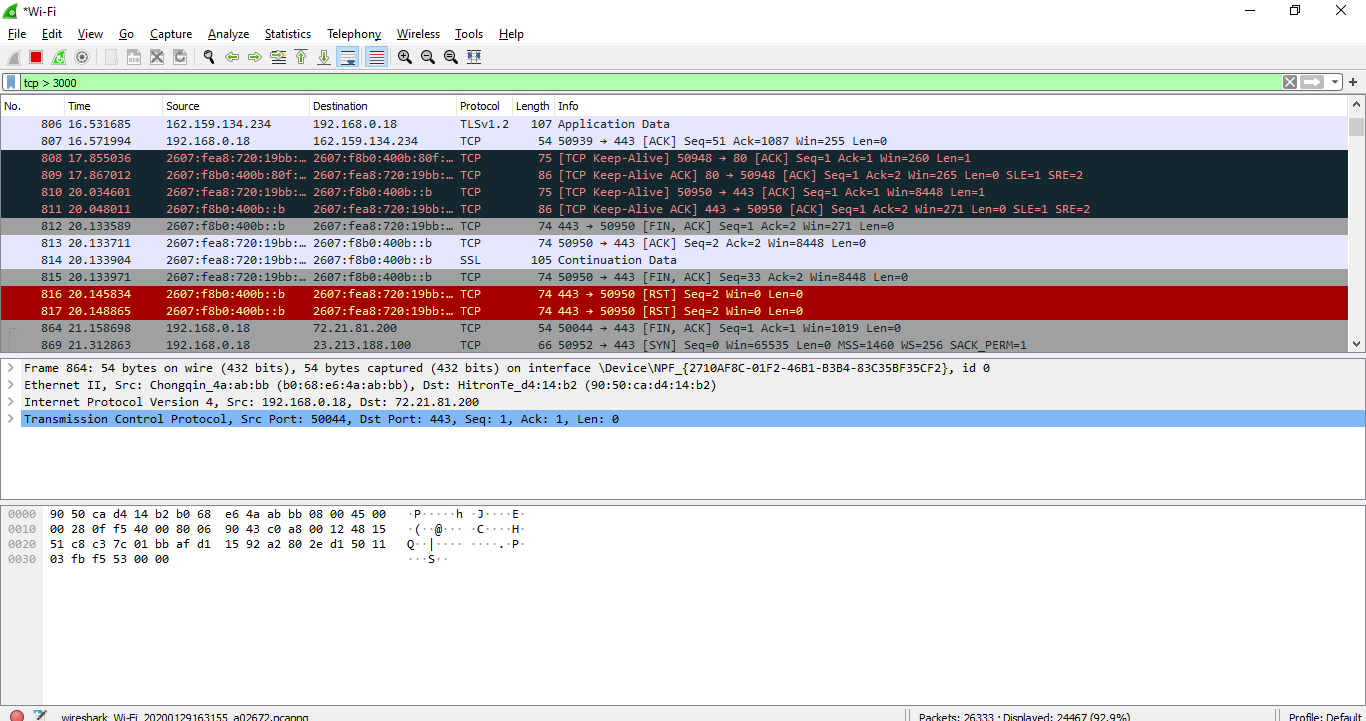 *Wi-Fi
File Edit View Go Capture Analyze Statistics Telephony Wireless Tools Help
tcp > 3000
No. Time Source Destination Protocol Length Info
806 16.531685 162.159.134.234 192.168.0.18 TLSv1.2 107 Application Data
807 16.571994 192.168.0.18 162.159.134.234 TCP 54 50939 → 443 [ACK] Seq=51 Ack=1087 Win=255 Len=0
808 17.855036 2607:fea8:720:19bb:… 2607:f8b0:400b:80f:… TCP 75 [TCP Keep-Alive] 50948 → 80 [ACK] Seq=1 Ack=1 Win=260 Len=1
809 17.867012 2607:f8b0:400b:80f:… 2607:fea8:720:19bb:… TCP 86 [TCP Keep-Alive ACK] 80 → 50948 [ACK] Seq=1 Ack=2 Win=265 Len=0 SLE=1 SRE=2
810 20.034601 2607:fea8:720:19bb:… 2607:f8b0:400b::b TCP 75 [TCP Keep-Alive] 50950 → 443 [ACK] Seq=1 Ack=1 Win=8448 Len=1
811 20.048011 2607:f8b0:400b::b 2607:fea8:720:19bb:… TCP 86 [TCP Keep-Alive ACK] 443 → 50950 [ACK] Seq=1 Ack=2 Win=271 Len=0 SLE=1 SRE=2
812 20.133589 2607:f8b0:400b::b 2607:fea8:720:19bb:… TCP 74 443 → 50950 [FIN, ACK] Seq=1 Ack=2 Win=271 Len=0
813 20.133711 2607:fea8:720:19bb:… 2607:f8b0:400b::b TCP 74 50950 → 443 [ACK] Seq=2 Ack=2 Win=8448 Len=0
814 20.133904 2607:fea8:720:19bb:… 2607:f8b0:400b::b SSL 105 Continuation Data
815 20.133971 2607:fea8:720:19bb:… 2607:f8b0:400b::b TCP 74 50950 → 443 [FIN, ACK] Seq=33 Ack=2 Win=8448 Len=0
816 20.145834 2607:f8b0:400b::b 2607:fea8:720:19bb:… TCP 74 443 → 50950 [RST] Seq=2 Win=0 Len=0
817 20.148865 2607:f8b0:400b::b 2607:fea8:720:19bb:… TCP 74 443 → 50950 [RST] Seq=2 Win=0 Len=0
864 21.158698 192.168.0.18 72.21.81.200 TCP 54 50044 → 443 [FIN, ACK] Seq=1 Ack=1 Win=1019 Len=0
869 21.312863 192.168.0.18 23.213.188.100 TCP 66 50952 → 443 [SYN] Seq=0 Win=65535 Len=0 MSS=1460 WS=256 SACK_PERM=1
Frame 864: 54 bytes on wire (432 bits), 54 bytes captured (432 bits) on interface \Device\NPF_{2710AF8C-01F2-46B1-B3B4-83C35BF35CF2}, id 0
Ethernet II, Src: Chongqin_4a:ab:bb (b0:68:e6:4a:ab:bb), Dst: HitronTe_d4:14:b2 (90:50:ca:d4:14:b2)
Internet Protocol Version 4, Src: 192.168.0.18, Dst: 72.21.81.200
Transmission Control Protocol, Src Port: 50044, Dst Port: 443, Seq: 1, Ack: 1, Len: 0
0000 90 50 ca d4 14 b2 b0 68 e6 4a ab bb 08 00 45 00 ·P·····h ·J····E·
0010 00 28 0f f5 40 00 80 06 90 43 c0 a8 00 12 48 15 ·(··@··· ·C····H·
0020 51 c8 c3 7c 01 bb af d1 15 92 a2 80 2e d1 50 11 Q··|···· ····.·P·
0030 03 fb f5 53 00 00 ···S··
wireshark_Wi-Fi_20200129163155_a02672.pcapng Packets: 26333 · Displayed: 24467 (92.9%) Profile: Default